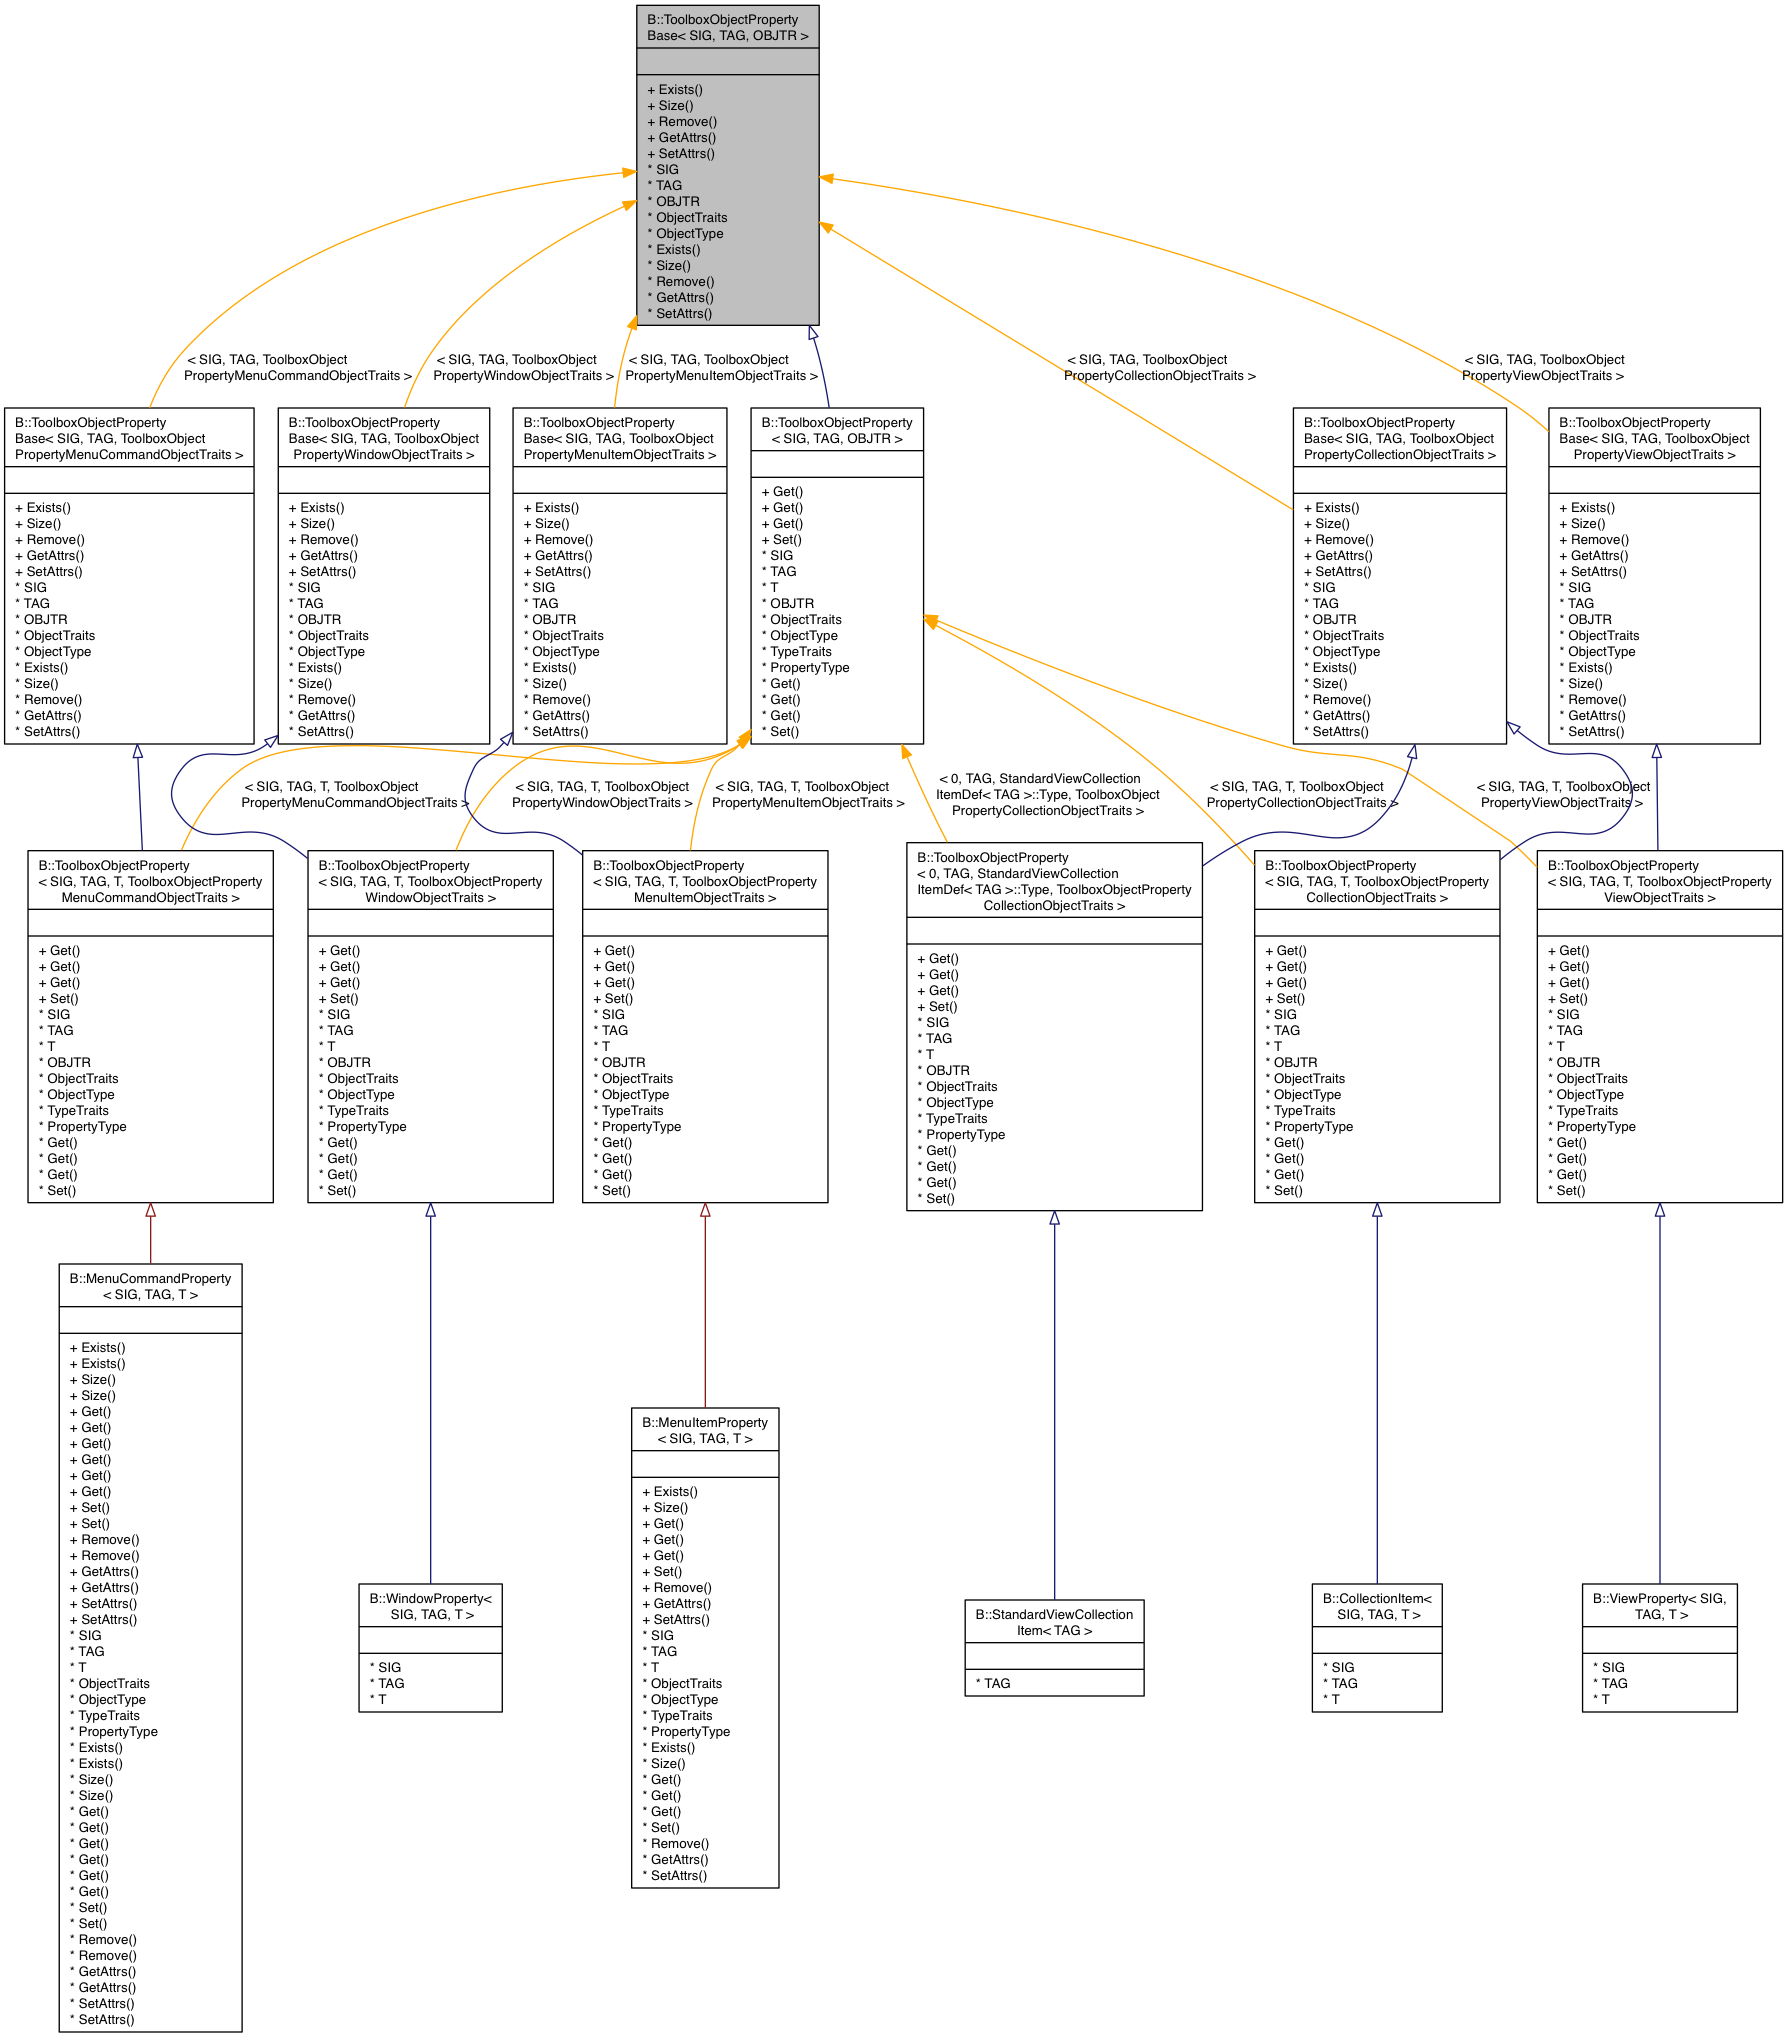 B::ToolboxObjectProperty
Base< SIG, TAG, OBJTR >
+ Exists()
+ Size()
+ Remove()
+ GetAttrs()
+ SetAttrs()
* SIG
* TAG
* OBJTR
* ObjectTraits
* ObjectType
* Exists()
* Size()
* Remove()
* GetAttrs()
* SetAttrs()
< SIG, TAG, ToolboxObject
PropertyMenuCommandObjectTraits >
< SIG, TAG, ToolboxObject
PropertyWindowObjectTraits >
< SIG, TAG, ToolboxObject
PropertyMenuItemObjectTraits >
< SIG, TAG, ToolboxObject
PropertyCollectionObjectTraits >
< SIG, TAG, ToolboxObject
PropertyViewObjectTraits >
B::ToolboxObjectProperty
Base< SIG, TAG, ToolboxObject
PropertyMenuCommandObjectTraits >
+ Exists()
+ Size()
+ Remove()
+ GetAttrs()
+ SetAttrs()
* SIG
* TAG
* OBJTR
* ObjectTraits
* ObjectType
* Exists()
* Size()
* Remove()
* GetAttrs()
* SetAttrs()
B::ToolboxObjectProperty
Base< SIG, TAG, ToolboxObject
PropertyWindowObjectTraits >
+ Exists()
+ Size()
+ Remove()
+ GetAttrs()
+ SetAttrs()
* SIG
* TAG
* OBJTR
* ObjectTraits
* ObjectType
* Exists()
* Size()
* Remove()
* GetAttrs()
* SetAttrs()
B::ToolboxObjectProperty
Base< SIG, TAG, ToolboxObject
PropertyMenuItemObjectTraits >
+ Exists()
+ Size()
+ Remove()
+ GetAttrs()
+ SetAttrs()
* SIG
* TAG
* OBJTR
* ObjectTraits
* ObjectType
* Exists()
* Size()
* Remove()
* GetAttrs()
* SetAttrs()
B::ToolboxObjectProperty
< SIG, TAG, OBJTR >
+ Get()
+ Get()
+ Get()
+ Set()
* SIG
* TAG
* T
* OBJTR
* ObjectTraits
* ObjectType
* TypeTraits
* PropertyType
* Get()
* Get()
* Get()
* Set()
B::ToolboxObjectProperty
Base< SIG, TAG, ToolboxObject
PropertyCollectionObjectTraits >
+ Exists()
+ Size()
+ Remove()
+ GetAttrs()
+ SetAttrs()
* SIG
* TAG
* OBJTR
* ObjectTraits
* ObjectType
* Exists()
* Size()
* Remove()
* GetAttrs()
* SetAttrs()
B::ToolboxObjectProperty
Base< SIG, TAG, ToolboxObject
PropertyViewObjectTraits >
+ Exists()
+ Size()
+ Remove()
+ GetAttrs()
+ SetAttrs()
* SIG
* TAG
* OBJTR
* ObjectTraits
* ObjectType
* Exists()
* Size()
* Remove()
* GetAttrs()
* SetAttrs()
< SIG, TAG, T, ToolboxObject
PropertyMenuCommandObjectTraits >
< SIG, TAG, T, ToolboxObject
PropertyWindowObjectTraits >
< SIG, TAG, T, ToolboxObject
PropertyMenuItemObjectTraits >
< 0, TAG, StandardViewCollection
ItemDef< TAG >::Type, ToolboxObject
PropertyCollectionObjectTraits >
< SIG, TAG, T, ToolboxObject
PropertyCollectionObjectTraits >
< SIG, TAG, T, ToolboxObject
PropertyViewObjectTraits >
B::ToolboxObjectProperty
< SIG, TAG, T, ToolboxObjectProperty
MenuCommandObjectTraits >
+ Get()
+ Get()
+ Get()
+ Set()
* SIG
* TAG
* T
* OBJTR
* ObjectTraits
* ObjectType
* TypeTraits
* PropertyType
* Get()
* Get()
* Get()
* Set()
B::ToolboxObjectProperty
< SIG, TAG, T, ToolboxObjectProperty
WindowObjectTraits >
+ Get()
+ Get()
+ Get()
+ Set()
* SIG
* TAG
* T
* OBJTR
* ObjectTraits
* ObjectType
* TypeTraits
* PropertyType
* Get()
* Get()
* Get()
* Set()
B::ToolboxObjectProperty
< SIG, TAG, T, ToolboxObjectProperty
MenuItemObjectTraits >
+ Get()
+ Get()
+ Get()
+ Set()
* SIG
* TAG
* T
* OBJTR
* ObjectTraits
* ObjectType
* TypeTraits
* PropertyType
* Get()
* Get()
* Get()
* Set()
B::ToolboxObjectProperty
< 0, TAG, StandardViewCollection
ItemDef< TAG >::Type, ToolboxObjectProperty
CollectionObjectTraits >
+ Get()
+ Get()
+ Get()
+ Set()
* SIG
* TAG
* T
* OBJTR
* ObjectTraits
* ObjectType
* TypeTraits
* PropertyType
* Get()
* Get()
* Get()
* Set()
B::ToolboxObjectProperty
< SIG, TAG, T, ToolboxObjectProperty
CollectionObjectTraits >
+ Get()
+ Get()
+ Get()
+ Set()
* SIG
* TAG
* T
* OBJTR
* ObjectTraits
* ObjectType
* TypeTraits
* PropertyType
* Get()
* Get()
* Get()
* Set()
B::ToolboxObjectProperty
< SIG, TAG, T, ToolboxObjectProperty
ViewObjectTraits >
+ Get()
+ Get()
+ Get()
+ Set()
* SIG
* TAG
* T
* OBJTR
* ObjectTraits
* ObjectType
* TypeTraits
* PropertyType
* Get()
* Get()
* Get()
* Set()
B::MenuCommandProperty
< SIG, TAG, T >
+ Exists()
+ Exists()
+ Size()
+ Size()
+ Get()
+ Get()
+ Get()
+ Get()
+ Get()
+ Get()
+ Set()
+ Set()
+ Remove()
+ Remove()
+ GetAttrs()
+ GetAttrs()
+ SetAttrs()
+ SetAttrs()
* SIG
* TAG
* T
* ObjectTraits
* ObjectType
* TypeTraits
* PropertyType
* Exists()
* Exists()
* Size()
* Size()
* Get()
* Get()
* Get()
* Get()
* Get()
* Get()
* Set()
* Set()
* Remove()
* Remove()
* GetAttrs()
* GetAttrs()
* SetAttrs()
* SetAttrs()
B::WindowProperty<
SIG, TAG, T >
* SIG
* TAG
* T
B::MenuItemProperty
< SIG, TAG, T >
+ Exists()
+ Size()
+ Get()
+ Get()
+ Get()
+ Set()
+ Remove()
+ GetAttrs()
+ SetAttrs()
* SIG
* TAG
* T
* ObjectTraits
* ObjectType
* TypeTraits
* PropertyType
* Exists()
* Size()
* Get()
* Get()
* Get()
* Set()
* Remove()
* GetAttrs()
* SetAttrs()
B::StandardViewCollection
Item< TAG >
* TAG
B::CollectionItem<
SIG, TAG, T >
* SIG
* TAG
* T
B::ViewProperty< SIG,
TAG, T >
* SIG
* TAG
* T